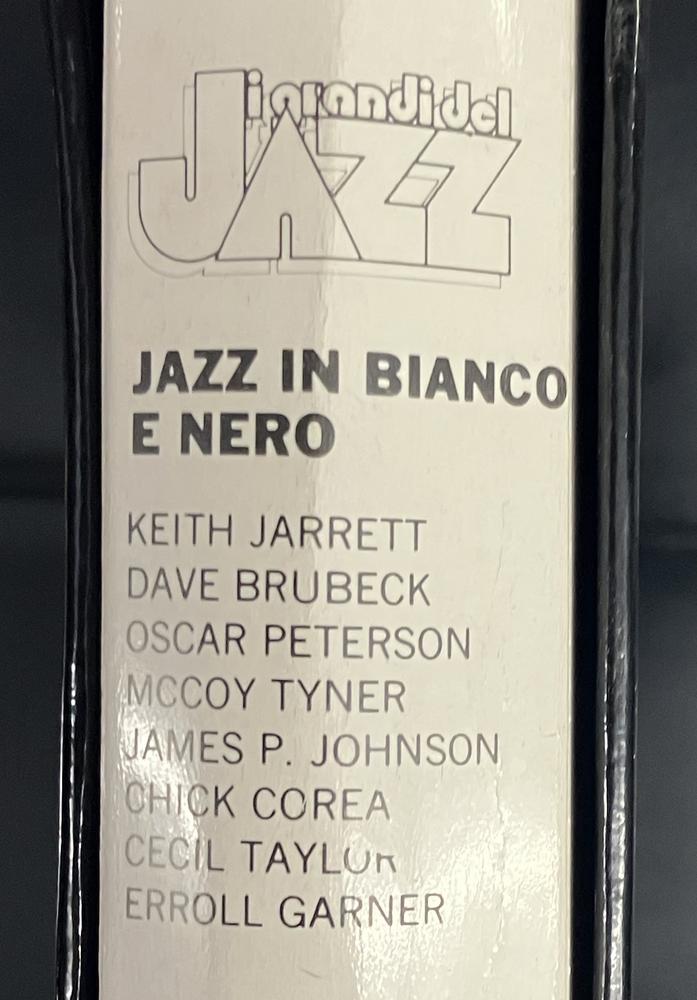 i grandi del
JAZZ
JAZZ IN BIANCO
E NERO
KEITH JARRETT
DAVE BRUBECK
OSCAR PETERSON
MCCOY TYNER
JAMES P. JOHNSON
CHICK COREA
CECIL TAYLOR
ERROLL GARNER